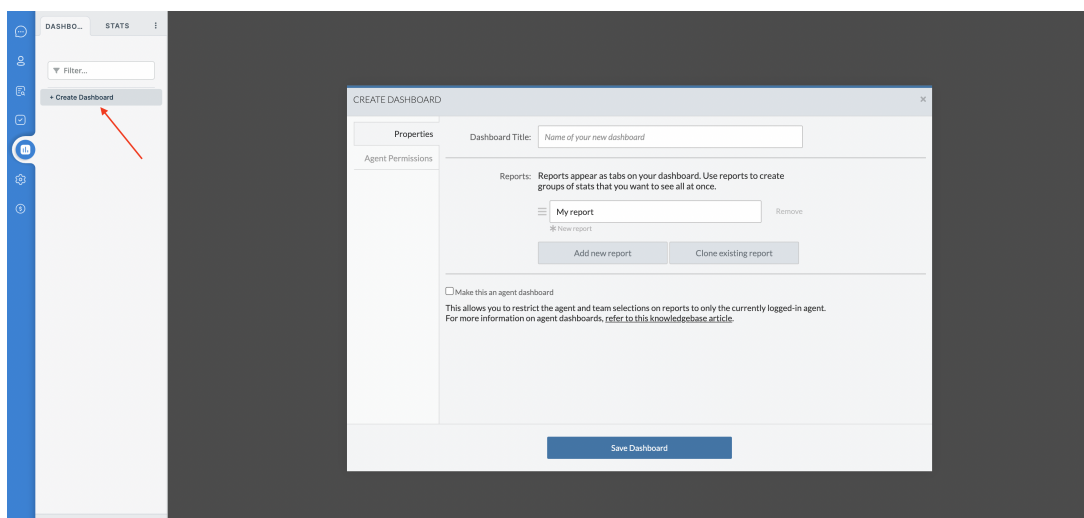 DASHBO...
STATS
Filter...
+ Create Dashboard
CREATE DASHBOARD
×
Properties
Agent Permissions
Dashboard Title:
Name of your new dashboard
Reports:
Reports appear as tabs on your dashboard. Use reports to create
groups of stats that you want to see all at once.
My report
Remove
✱ New report
Add new report
Clone existing report
Make this an agent dashboard
This allows you to restrict the agent and team selections on reports to only the currently logged-in agent.
For more information on agent dashboards, refer to this knowledgebase article.
Save Dashboard